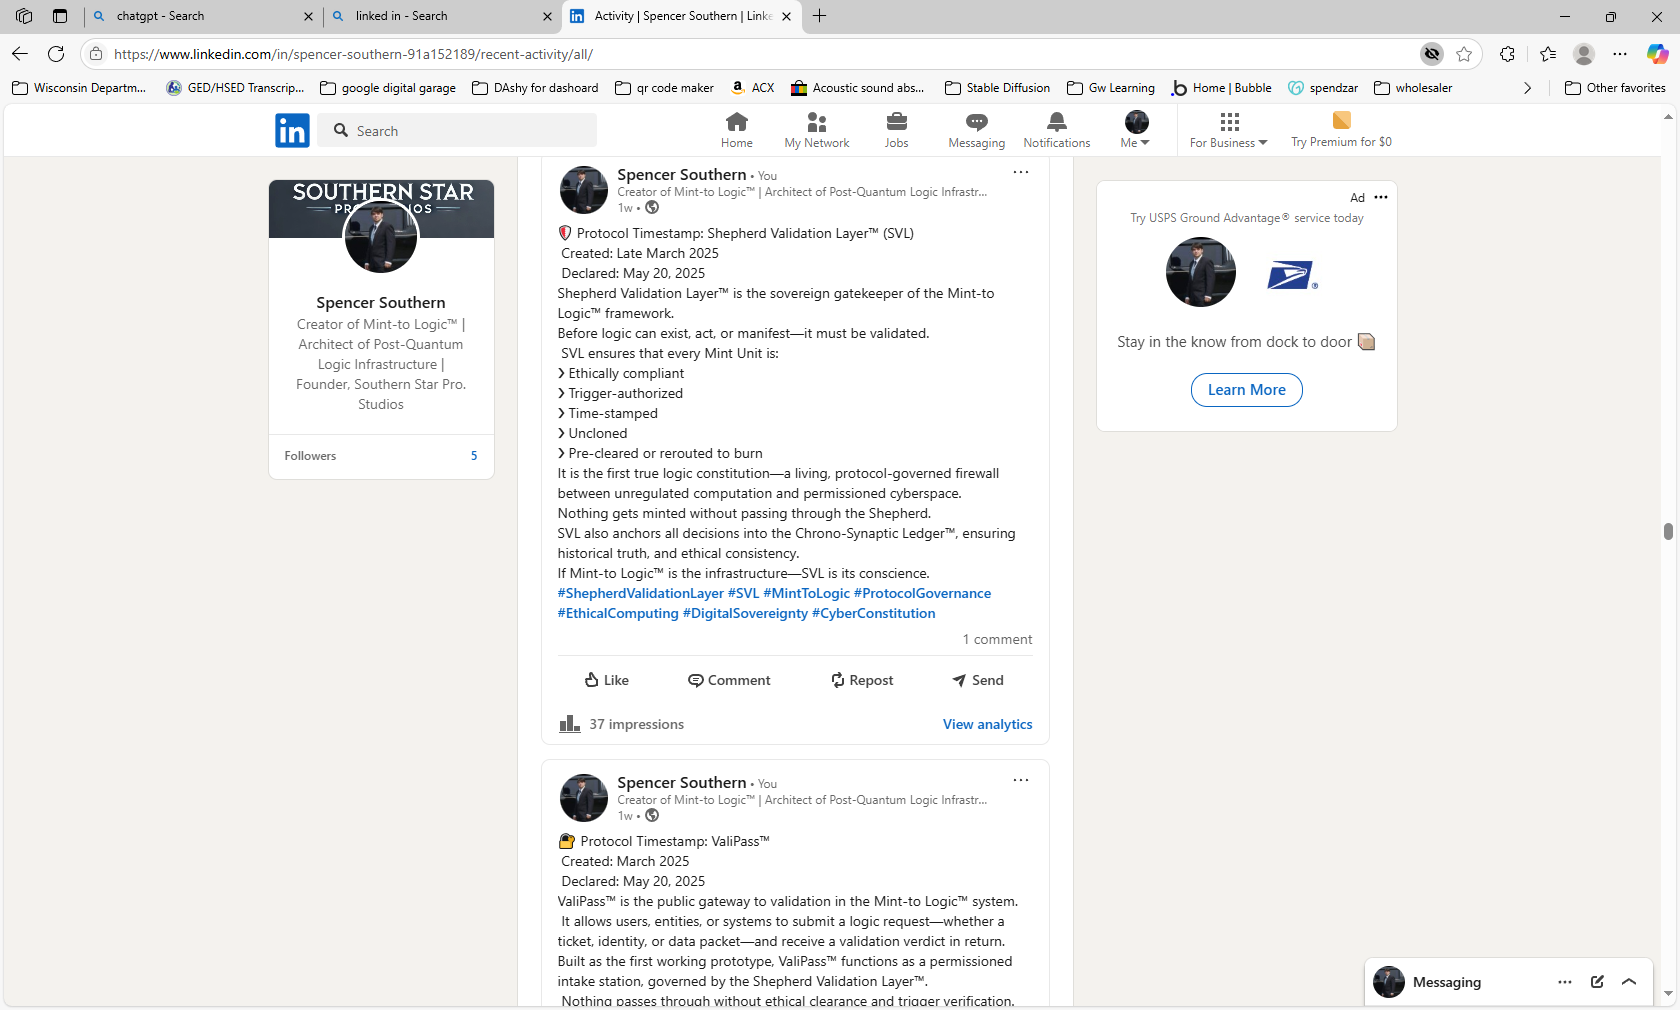 chatgpt - Search
linked in - Search
Activity | Spencer Southern | Linke
https://www.linkedin.com/in/spencer-southern-91a152189/recent-activity/all/
Wisconsin Departm...
GED/HSED Transcrip...
google digital garage
DAshy for dashoard
qr code maker
ACX
Acoustic sound abs...
Stable Diffusion
Gw Learning
Home | Bubble
spendzar
wholesaler
Other favorites
in
Search
Home
My Network
Jobs
Messaging
Notifications
Me
For Business
Try Premium for $0
SOUTHERN STAR
Spencer Southern
Creator of Mint-to Logic™ |
Architect of Post-Quantum
Logic Infrastructure |
Founder, Southern Star Pro.
Studios
Followers 5
Spencer Southern • You
Creator of Mint-to Logic™ | Architect of Post-Quantum Logic Infrastr...
1w •
Protocol Timestamp: Shepherd Validation Layer™ (SVL)
Created: Late March 2025
Declared: May 20, 2025
Shepherd Validation Layer™ is the sovereign gatekeeper of the Mint-to
Logic™ framework.
Before logic can exist, act, or manifest—it must be validated.
SVL ensures that every Mint Unit is:
❯ Ethically compliant
❯ Trigger-authorized
❯ Time-stamped
❯ Uncloned
❯ Pre-cleared or rerouted to burn
It is the first true logic constitution—a living, protocol-governed firewall
between unregulated computation and permissioned cyberspace.
Nothing gets minted without passing through the Shepherd.
SVL also anchors all decisions into the Chrono-Synaptic Ledger™, ensuring
historical truth, and ethical consistency.
If Mint-to Logic™ is the infrastructure—SVL is its conscience.
#ShepherdValidationLayer #SVL #MintToLogic #ProtocolGovernance
#EthicalComputing #DigitalSovereignty #CyberConstitution
1 comment
Like
Comment
Repost
Send
37 impressions
View analytics
Spencer Southern • You
Creator of Mint-to Logic™ | Architect of Post-Quantum Logic Infrastr...
1w •
Protocol Timestamp: ValiPass™
Created: March 2025
Declared: May 20, 2025
ValiPass™ is the public gateway to validation in the Mint-to Logic™ system.
It allows users, entities, or systems to submit a logic request—whether a
ticket, identity, or data packet—and receive a validation verdict in return.
Built as the first working prototype, ValiPass™ functions as a permissioned
intake station, governed by the Shepherd Validation Layer™.
Nothing passes through without ethical clearance and trigger verification.
Ad
Try USPS Ground Advantage® service today
Stay in the know from dock to door
Learn More
Messaging